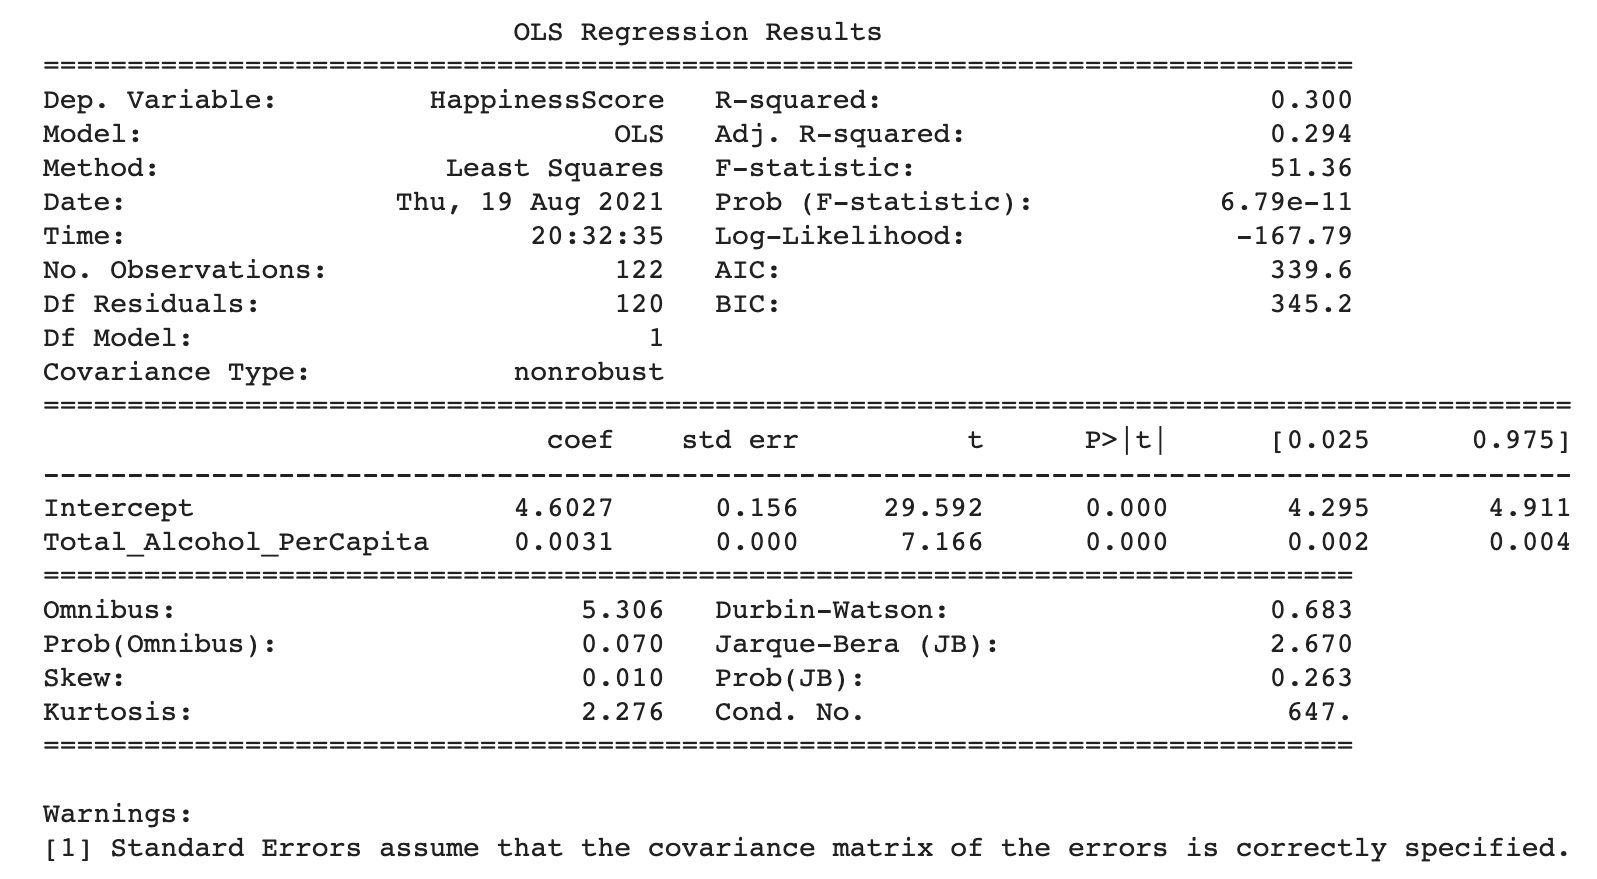 OLS Regression Results
==============================================================================
Dep. Variable:         HappinessScore   R-squared:                       0.300
Model:                            OLS   Adj. R-squared:                  0.294
Method:                 Least Squares   F-statistic:                     51.36
Date:                Thu, 19 Aug 2021   Prob (F-statistic):           6.79e-11
Time:                        20:32:35   Log-Likelihood:                -167.79
No. Observations:                 122   AIC:                             339.6
Df Residuals:                     120   BIC:                             345.2
Df Model:                           1
Covariance Type:            nonrobust
===========================================================================================
                              coef    std err          t      P>|t|      [0.025      0.975]
-------------------------------------------------------------------------------------------
Intercept                   4.6027      0.156     29.592      0.000       4.295       4.911
Total_Alcohol_PerCapita     0.0031      0.000      7.166      0.000       0.002       0.004
==============================================================================
Omnibus:                        5.306   Durbin-Watson:                   0.683
Prob(Omnibus):                  0.070   Jarque-Bera (JB):                2.670
Skew:                           0.010   Prob(JB):                        0.263
Kurtosis:                       2.276   Cond. No.                         647.
==============================================================================
Warnings:
[1] Standard Errors assume that the covariance matrix of the errors is correctly specified.